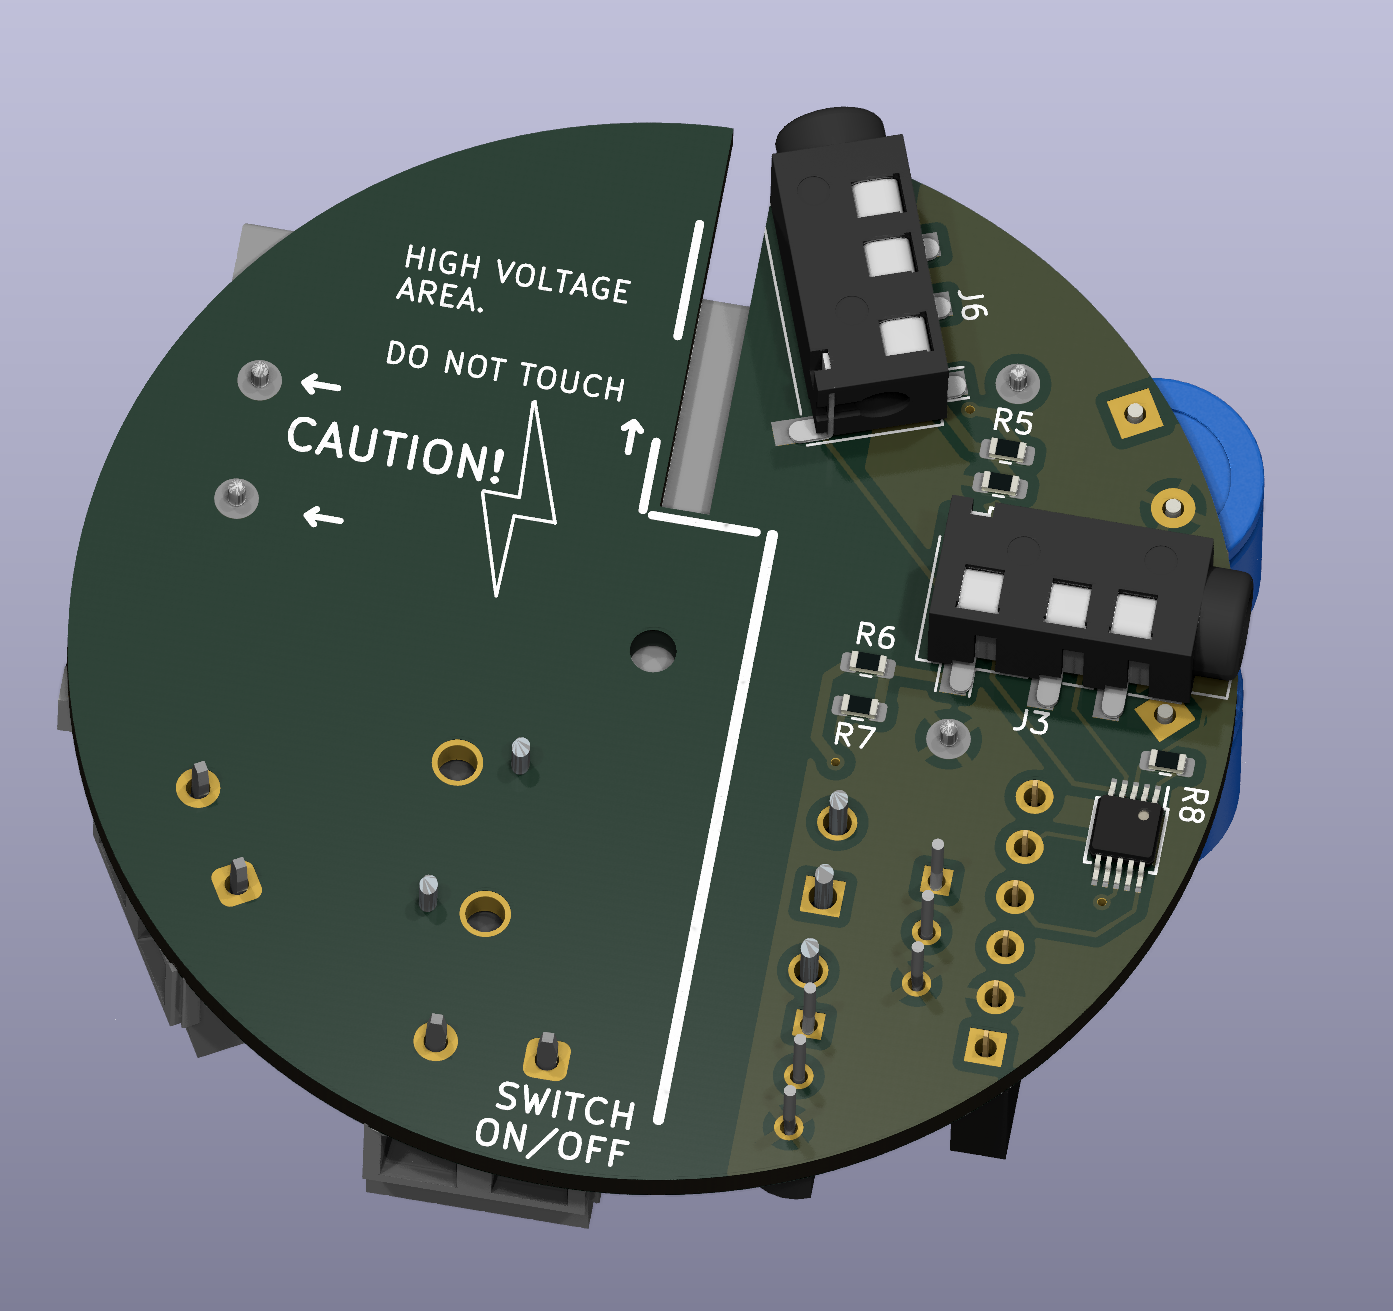 HIGH VOLTAGE
AREA.
DO NOT TOUCH
CAUTION!
J6
R5
R6
R7
J3
R8
SWITCH
ON/OFF